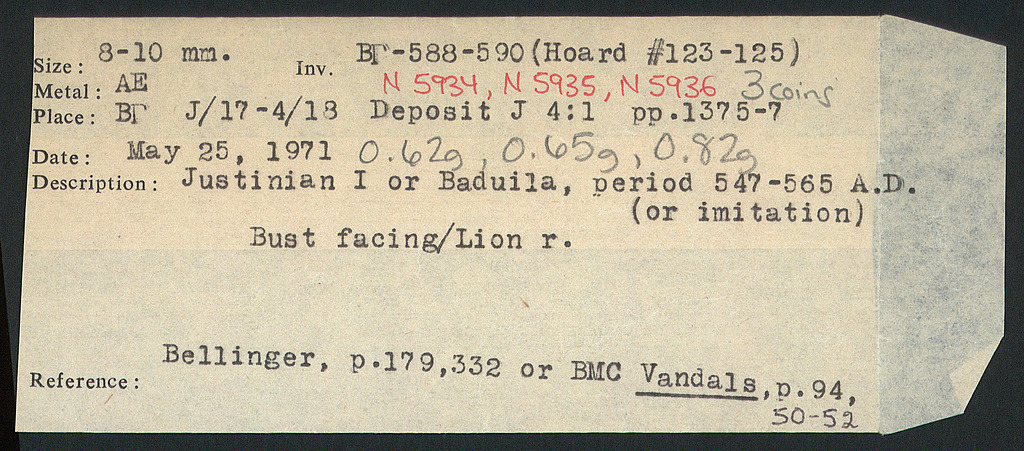 Size: 8-10 mm. Inv. ΒΓ-588-590(Hoard #123-125)
Metal: AE N 5934, N 5935, N 5936 3 coins
Place: ΒΓ J/17-4/18 Deposit J 4:1 pp.1375-7
Date: May 25, 1971 0.62g, 0.65g, 0.82g
Description: Justinian I or Baduila, period 547-565 A.D.
(or imitation)
Bust facing/Lion r.
Reference: Bellinger, p.179,332 or BMC Vandals, p.94,
50-52